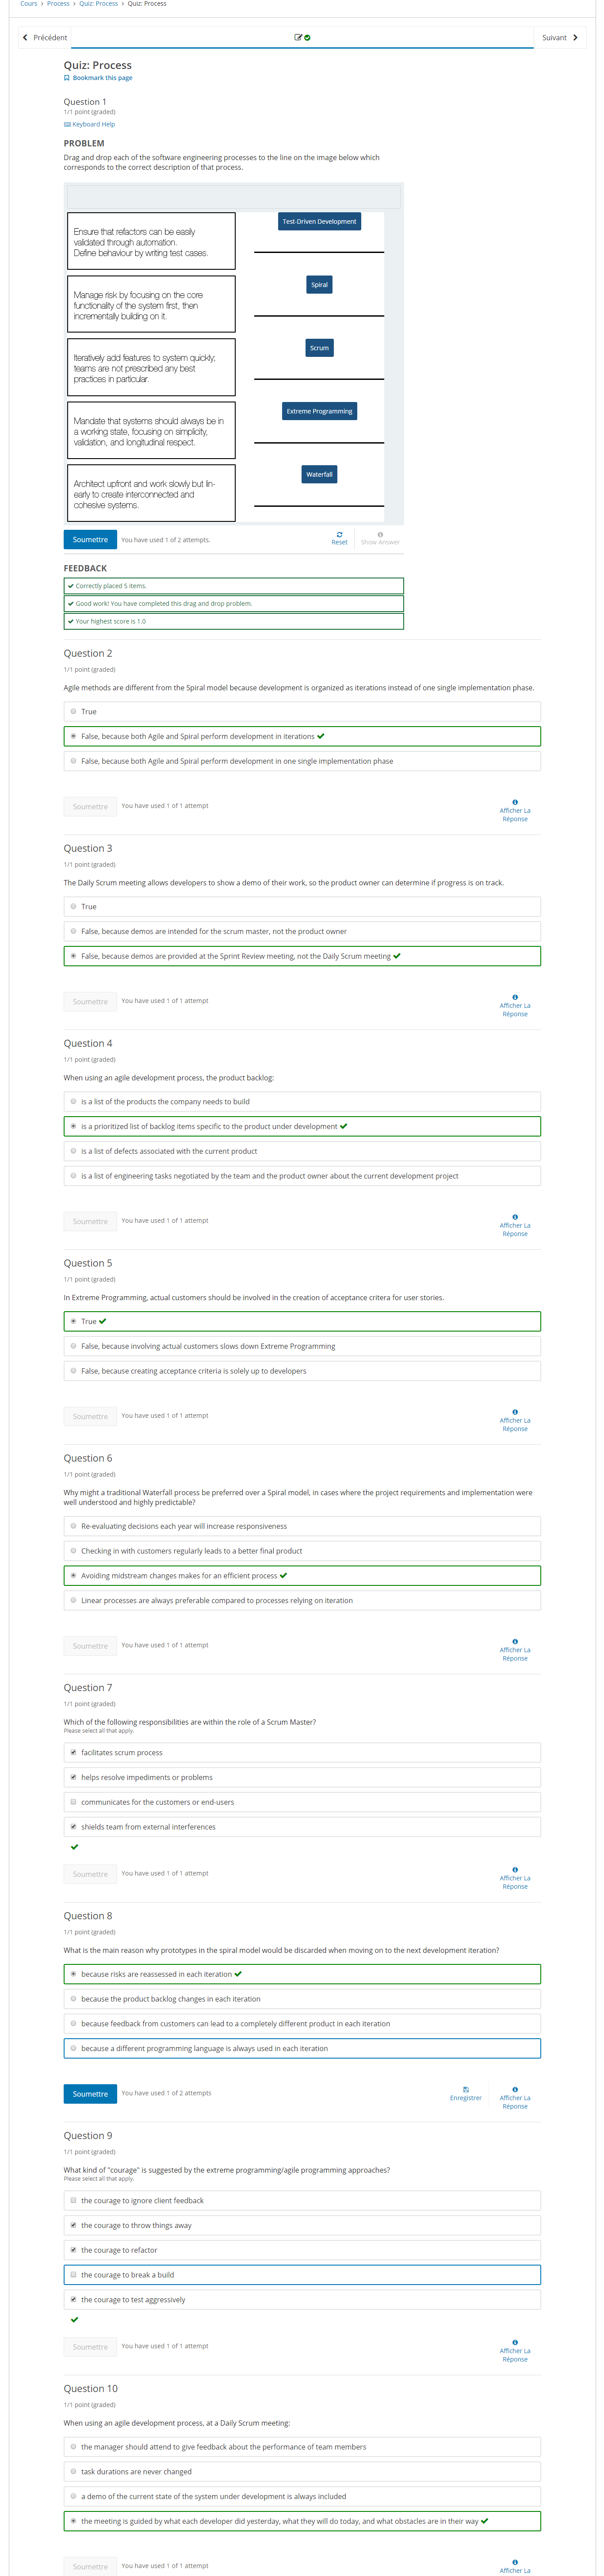 Cours > Process > Quiz: Process > Quiz: Process
Précédent
Suivant
Quiz: Process
Bookmark this page
Question 1
1/1 point (graded)
Keyboard Help
PROBLEM
Drag and drop each of the software engineering processes to the line on the image below which
corresponds to the correct description of that process.
Ensure that refactors can be easily
validated through automation.
Define behaviour by writing test cases.
Test-Driven Development
Manage risk by focusing on the core
functionality of the system first, then
incrementally building on it.
Spiral
Iteratively add features to system quickly;
teams are not prescribed any best
practices in particular.
Scrum
Mandate that systems should always be in
a working state, focusing on simplicity,
validation, and longitudinal respect.
Extreme Programming
Architect upfront and work slowly but lin-
early to create interconnected and
cohesive systems.
Waterfall
Soumettre
You have used 1 of 2 attempts.
Reset
Show Answer
FEEDBACK
Correctly placed 5 items.
Good work! You have completed this drag and drop problem.
Your highest score is 1.0
Question 2
1/1 point (graded)
Agile methods are different from the Spiral model because development is organized as iterations instead of one single implementation phase.
True
False, because both Agile and Spiral perform development in iterations
False, because both Agile and Spiral perform development in one single implementation phase
Soumettre
You have used 1 of 1 attempt
Afficher La
Réponse
Question 3
1/1 point (graded)
The Daily Scrum meeting allows developers to show a demo of their work, so the product owner can determine if progress is on track.
True
False, because demos are intended for the scrum master, not the product owner
False, because demos are provided at the Sprint Review meeting, not the Daily Scrum meeting
Soumettre
You have used 1 of 1 attempt
Afficher La
Réponse
Question 4
1/1 point (graded)
When using an agile development process, the product backlog:
is a list of the products the company needs to build
is a prioritized list of backlog items specific to the product under development
is a list of defects associated with the current product
is a list of engineering tasks negotiated by the team and the product owner about the current development project
Soumettre
You have used 1 of 1 attempt
Afficher La
Réponse
Question 5
1/1 point (graded)
In Extreme Programming, actual customers should be involved in the creation of acceptance critera for user stories.
True
False, because involving actual customers slows down Extreme Programming
False, because creating acceptance criteria is solely up to developers
Soumettre
You have used 1 of 1 attempt
Afficher La
Réponse
Question 6
1/1 point (graded)
Why might a traditional Waterfall process be preferred over a Spiral model, in cases where the project requirements and implementation were
well understood and highly predictable?
Re-evaluating decisions each year will increase responsiveness
Checking in with customers regularly leads to a better final product
Avoiding midstream changes makes for an efficient process
Linear processes are always preferable compared to processes relying on iteration
Soumettre
You have used 1 of 1 attempt
Afficher La
Réponse
Question 7
1/1 point (graded)
Which of the following responsibilities are within the role of a Scrum Master?
Please select all that apply.
facilitates scrum process
helps resolve impediments or problems
communicates for the customers or end-users
shields team from external interferences
Soumettre
You have used 1 of 1 attempt
Afficher La
Réponse
Question 8
1/1 point (graded)
What is the main reason why prototypes in the spiral model would be discarded when moving on to the next development iteration?
because risks are reassessed in each iteration
because the product backlog changes in each iteration
because feedback from customers can lead to a completely different product in each iteration
because a different programming language is always used in each iteration
Soumettre
You have used 1 of 2 attempts
Enregistrer
Afficher La
Réponse
Question 9
1/1 point (graded)
What kind of "courage" is suggested by the extreme programming/agile programming approaches?
Please select all that apply.
the courage to ignore client feedback
the courage to throw things away
the courage to refactor
the courage to break a build
the courage to test aggressively
Soumettre
You have used 1 of 1 attempt
Afficher La
Réponse
Question 10
1/1 point (graded)
When using an agile development process, at a Daily Scrum meeting:
the manager should attend to give feedback about the performance of team members
task durations are never changed
a demo of the current state of the system under development is always included
the meeting is guided by what each developer did yesterday, what they will do today, and what obstacles are in their way
Soumettre
You have used 1 of 1 attempt
Afficher La